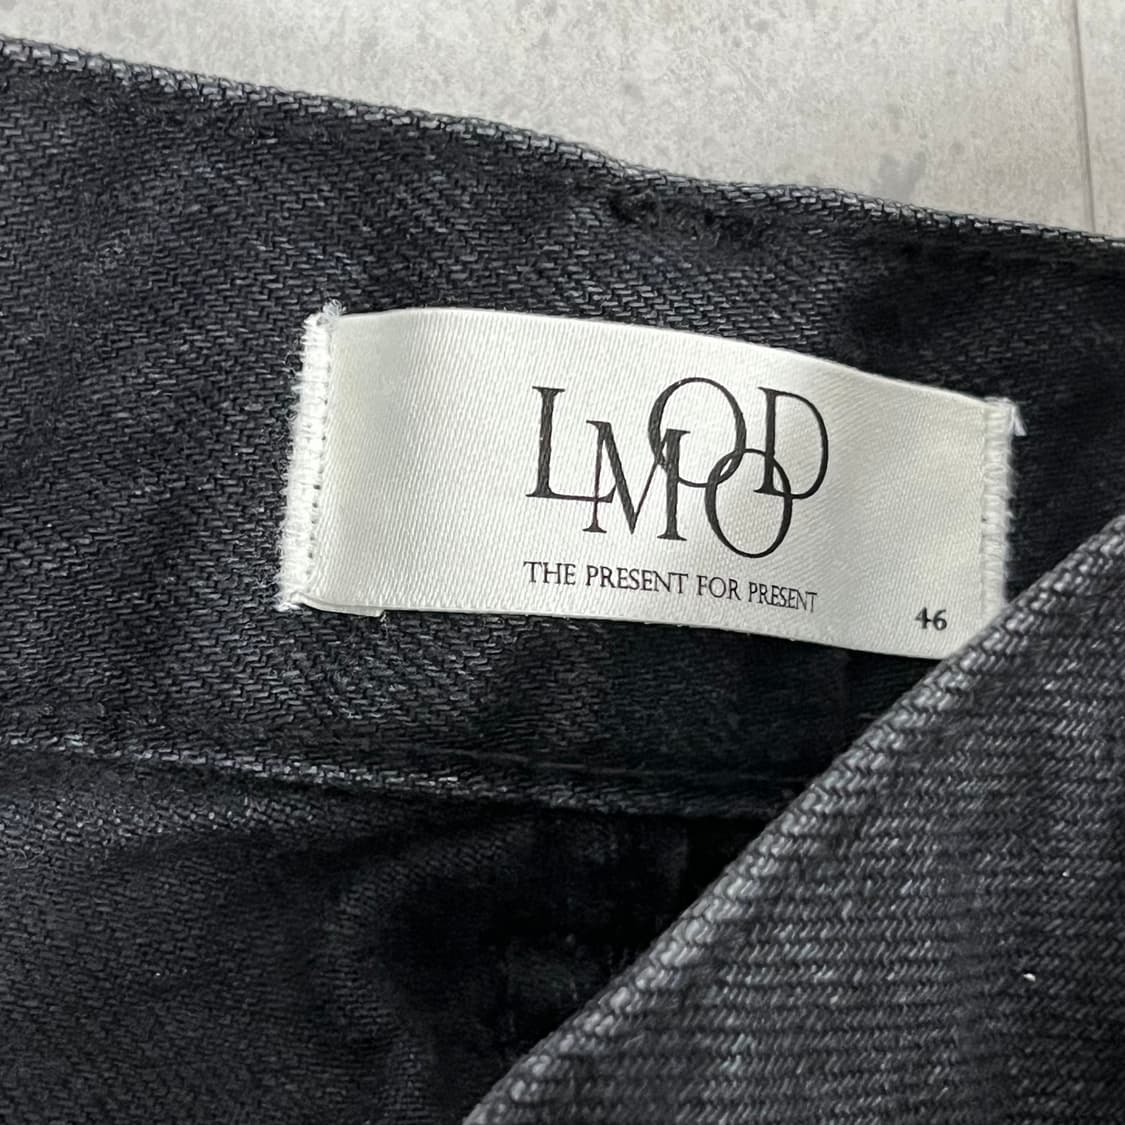 LMOOD
THE PRESENT FOR PRESENT
46